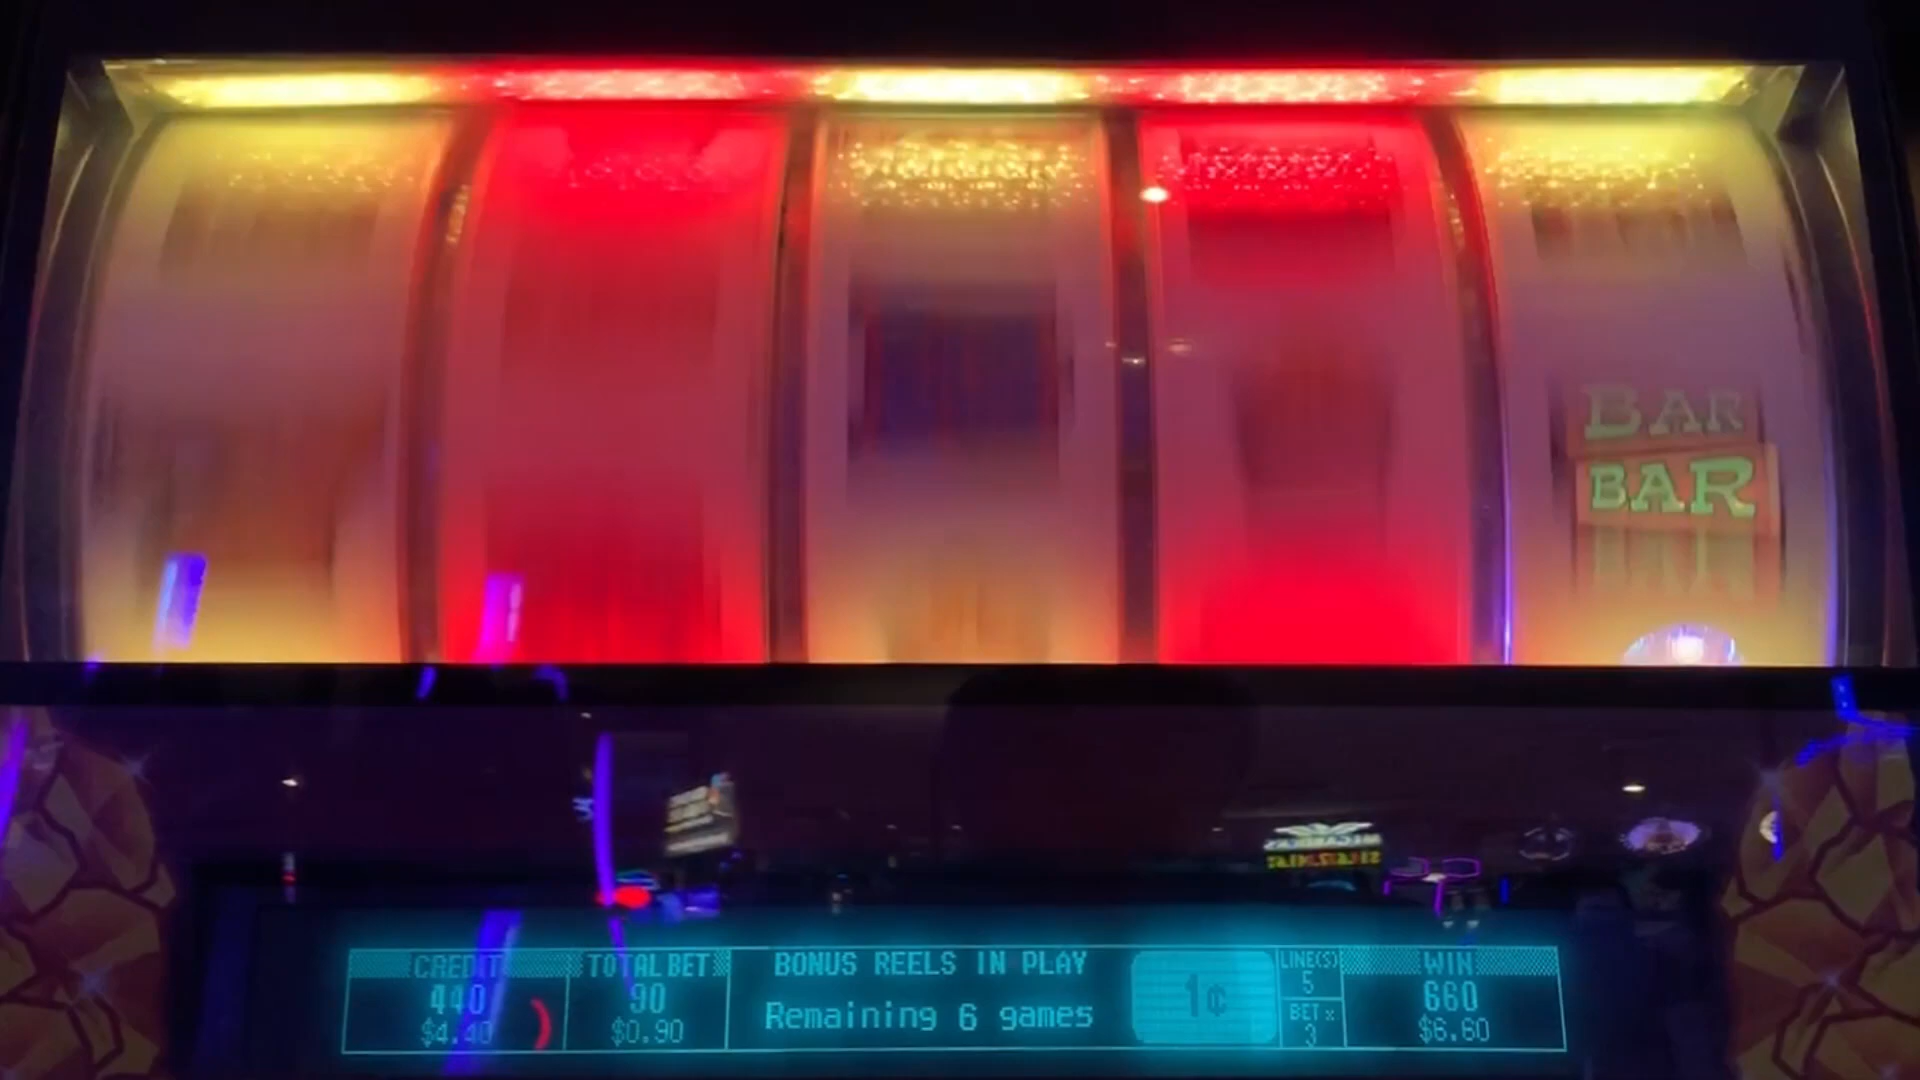 BAR
BAR
CREDIT
440
$4.40
TOTAL BET
90
$0.90
BONUS REELS IN PLAY
Remaining 6 games
1¢
LINE(S)
5
BET x
3
WIN
660
$6.60